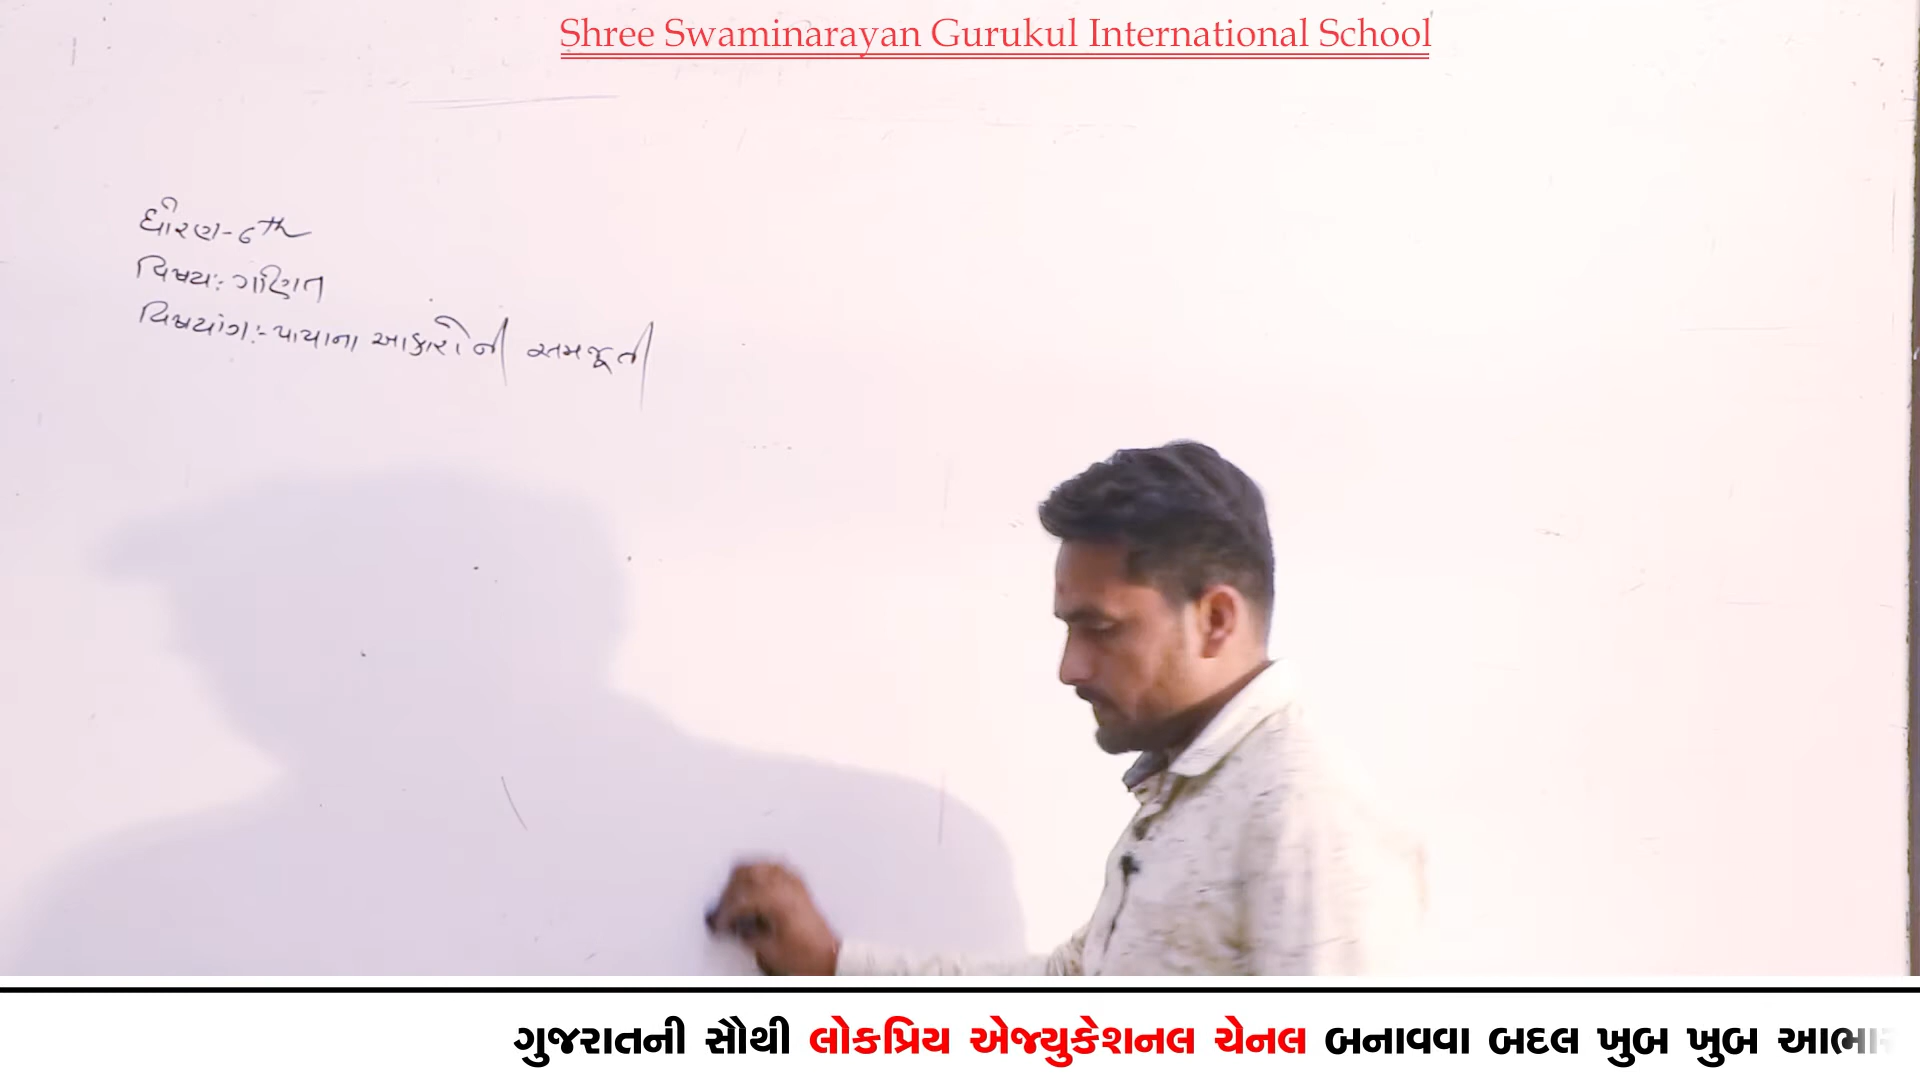 Shree Swaminarayan Gurukul International School
ધોરણ-6th
વિષય: ગણિત
વિષયાંગ:- પાયાના આકારોની સમજૂતી
ગુજરાતની સૌથી લોકપ્રિય એજ્યુકેશનલ ચેનલ બનાવવા બદલ ખુબ ખુબ